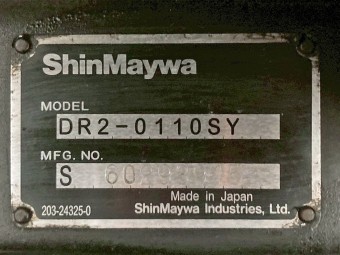 ShinMaywa
MODEL
DR2-0110SY
MFG. NO.
S
Made in Japan
203-24325-0 ShinMaywa Industries, Ltd.